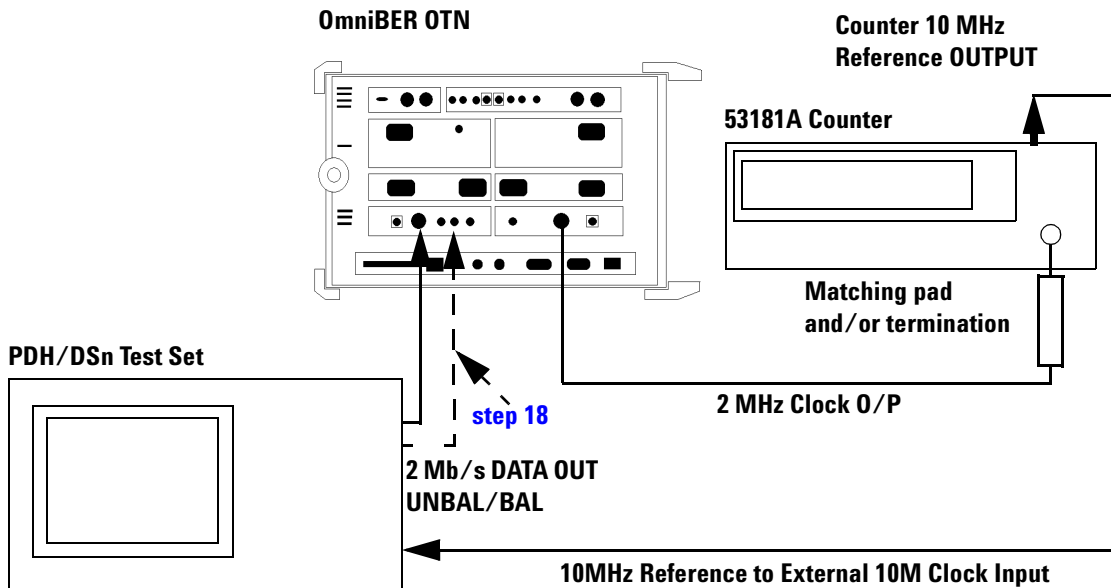 OmniBER OTN
Counter 10 MHz
Reference OUTPUT
53181A Counter
Matching pad
and/or termination
PDH/DSn Test Set
step 18
2 MHz Clock O/P
2 Mb/s DATA OUT
UNBAL/BAL
10MHz Reference to External 10M Clock Input